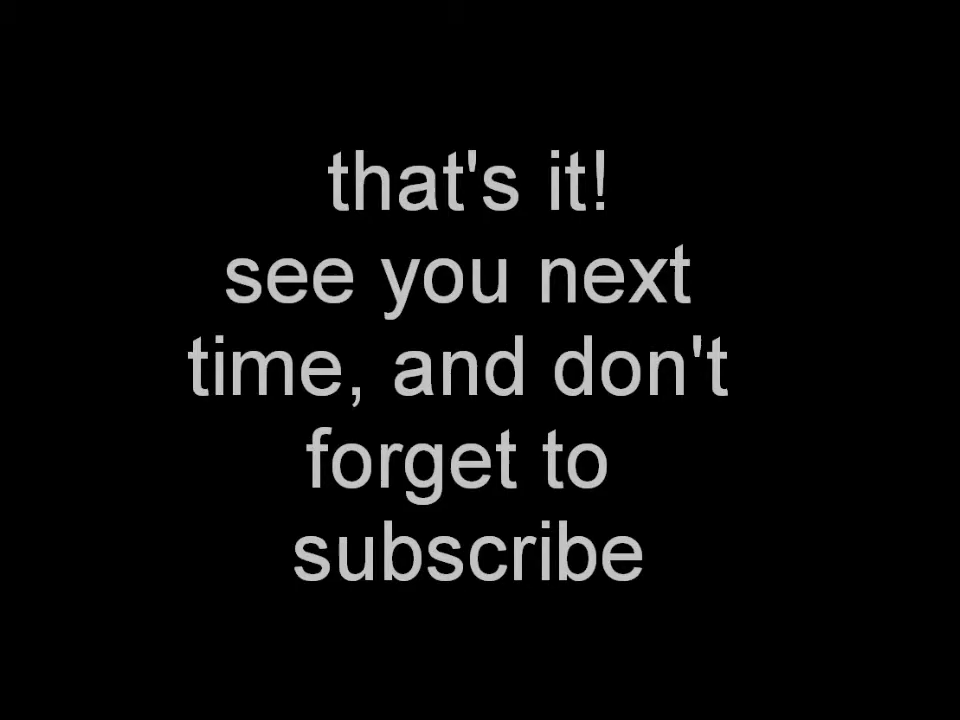 that's it!
see you next
time, and don't
forget to
subscribe